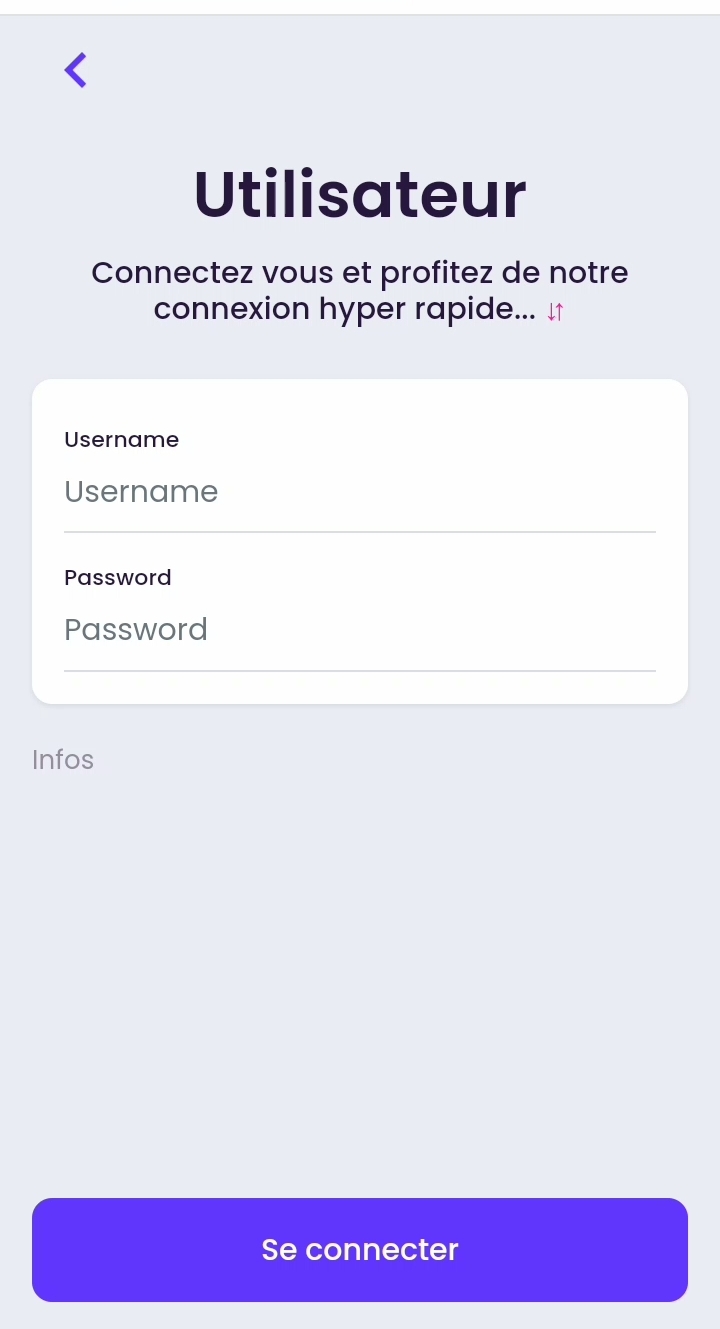 Utilisateur
Connectez vous et profitez de notre
connexion hyper rapide... ⇃↾
Username
Username
Password
Password
Infos
Se connecter